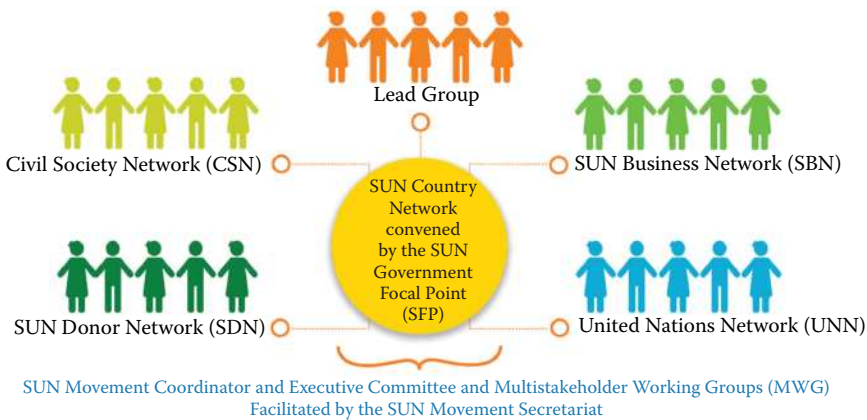 Lead Group
Civil Society Network (CSN)
SUN Business Network (SBN)
SUN Country
Network
convened
by the SUN
Government
Focal Point
(SFP)
SUN Donor Network (SDN)
United Nations Network (UNN)
SUN Movement Coordinator and Executive Committee and Multistakeholder Working Groups (MWG)
Facilitated by the SUN Movement Secretariat